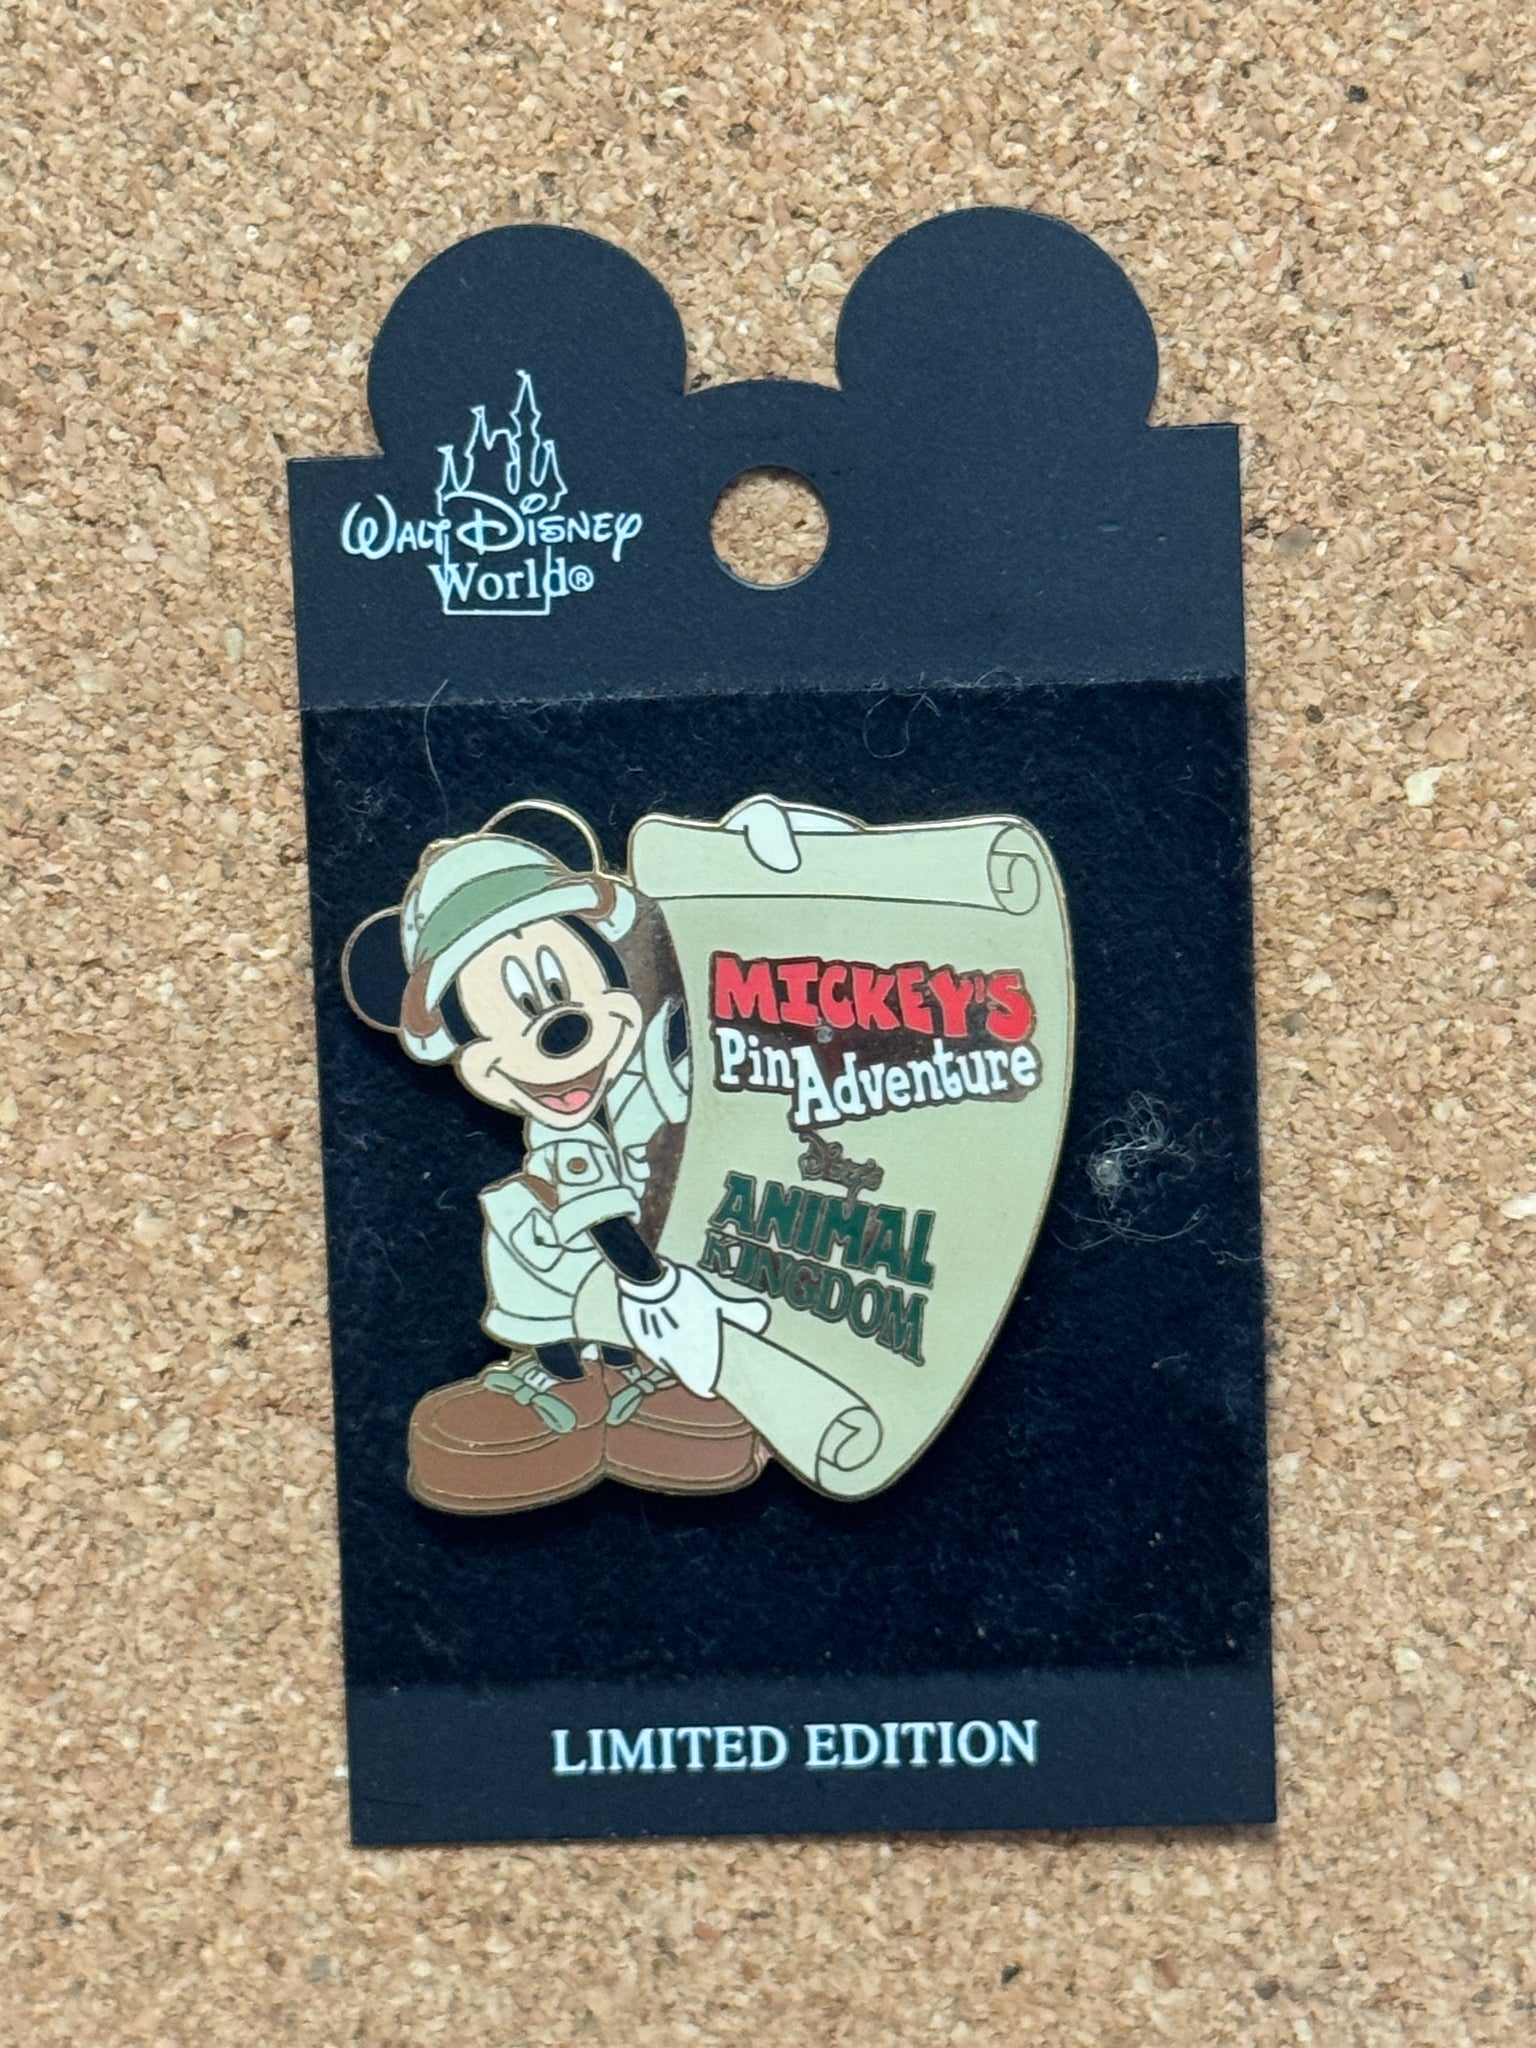 WALT DISNEY
World®
MICKEY'S
Pin Adventure
Disney's
ANIMAL
KINGDOM
LIMITED EDITION